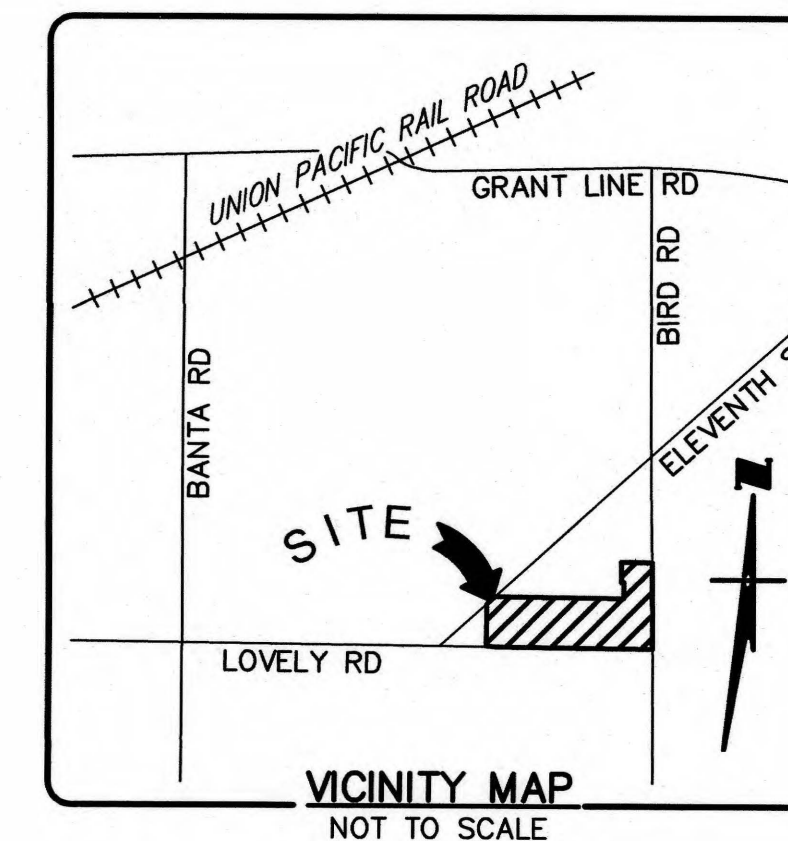 UNION PACIFIC RAIL ROAD
GRANT LINE RD
BIRD RD
BANTA RD
ELEVENTH
N
SITE
LOVELY RD
VICINITY MAP
NOT TO SCALE